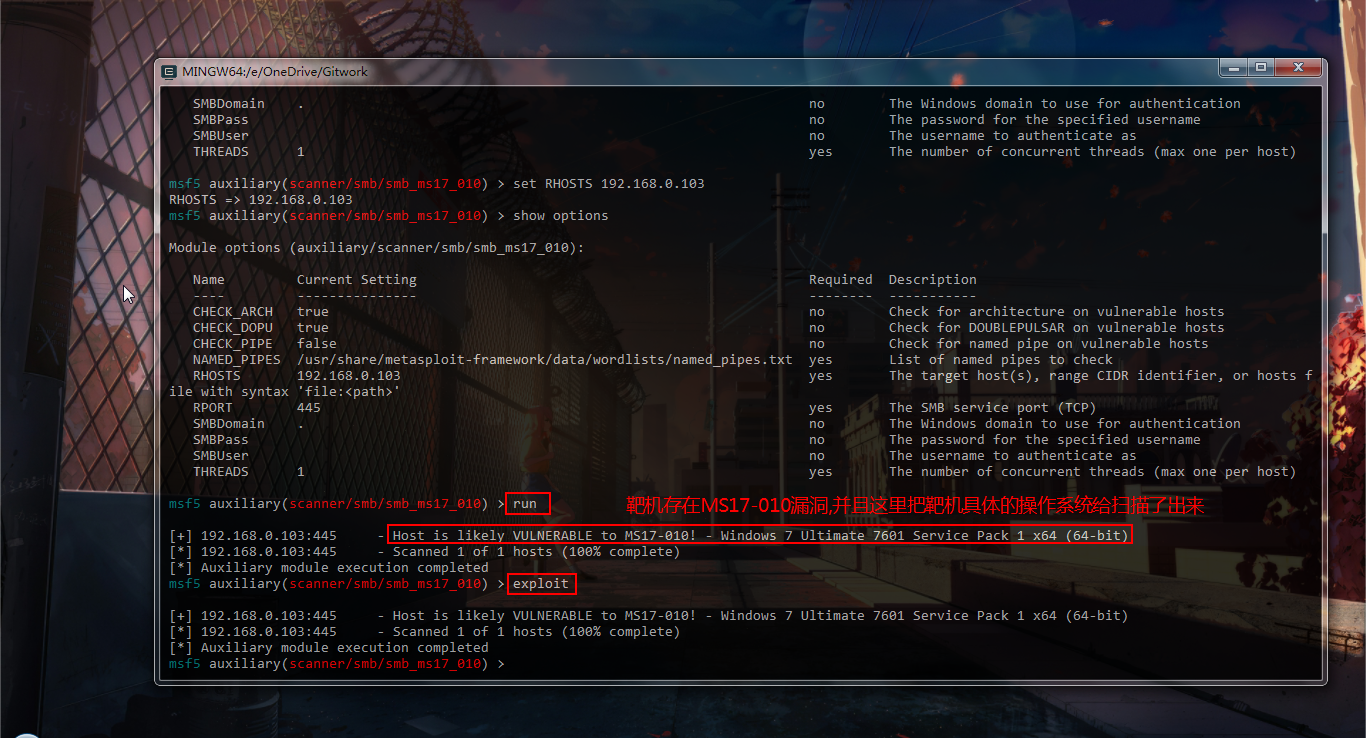 MINGW64:/e/OneDrive/Gitwork
SMBDomain . no The Windows domain to use for authentication
SMBPass no The password for the specified username
SMBUser no The username to authenticate as
THREADS 1 yes The number of concurrent threads (max one per host)
msf5 auxiliary(scanner/smb/smb_ms17_010) > set RHOSTS 192.168.0.103
RHOSTS => 192.168.0.103
msf5 auxiliary(scanner/smb/smb_ms17_010) > show options
Module options (auxiliary/scanner/smb/smb_ms17_010):
Name Current Setting Required Description
---- --------------- -------- -----------
CHECK_ARCH true no Check for architecture on vulnerable hosts
CHECK_DOPU true no Check for DOUBLEPULSAR on vulnerable hosts
CHECK_PIPE false no Check for named pipe on vulnerable hosts
NAMED_PIPES /usr/share/metasploit-framework/data/wordlists/named_pipes.txt yes List of named pipes to check
RHOSTS 192.168.0.103 yes The target host(s), range CIDR identifier, or hosts f
ile with syntax 'file:<path>'
RPORT 445 yes The SMB service port (TCP)
SMBDomain . no The Windows domain to use for authentication
SMBPass no The password for the specified username
SMBUser no The username to authenticate as
THREADS 1 yes The number of concurrent threads (max one per host)
msf5 auxiliary(scanner/smb/smb_ms17_010) > run
靶机存在MS17-010漏洞,并且这里把靶机具体的操作系统给扫描了出来
[+] 192.168.0.103:445 - Host is likely VULNERABLE to MS17-010! - Windows 7 Ultimate 7601 Service Pack 1 x64 (64-bit)
[*] 192.168.0.103:445 - Scanned 1 of 1 hosts (100% complete)
[*] Auxiliary module execution completed
msf5 auxiliary(scanner/smb/smb_ms17_010) > exploit
[+] 192.168.0.103:445 - Host is likely VULNERABLE to MS17-010! - Windows 7 Ultimate 7601 Service Pack 1 x64 (64-bit)
[*] 192.168.0.103:445 - Scanned 1 of 1 hosts (100% complete)
[*] Auxiliary module execution completed
msf5 auxiliary(scanner/smb/smb_ms17_010) >